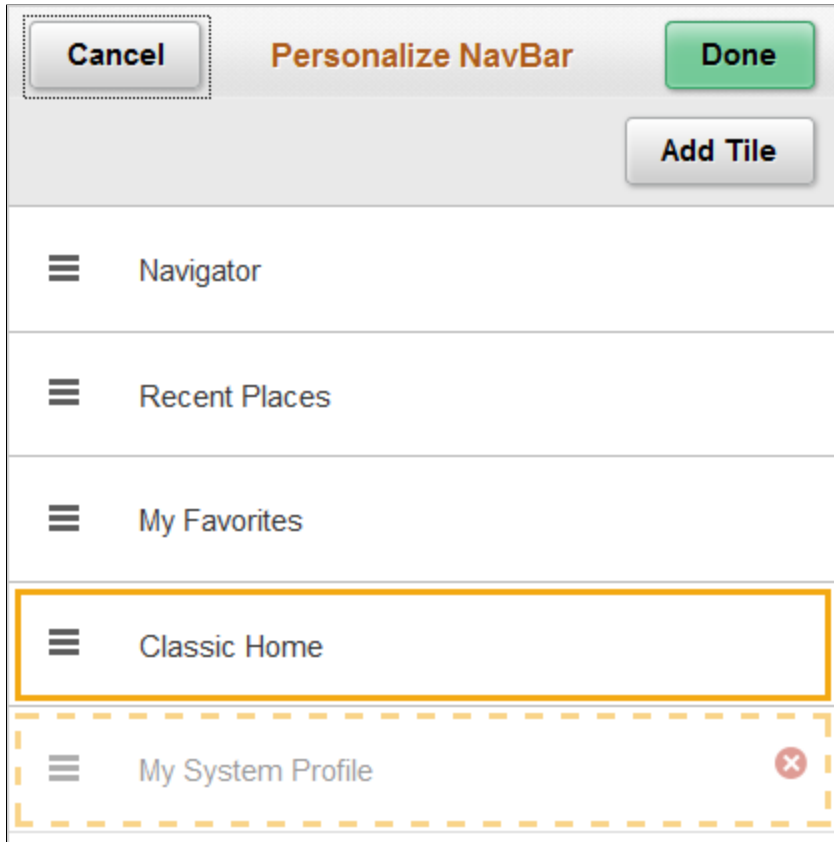 Cancel Personalize NavBar Done
Add Tile
Navigator
Recent Places
My Favorites
Classic Home
My System Profile